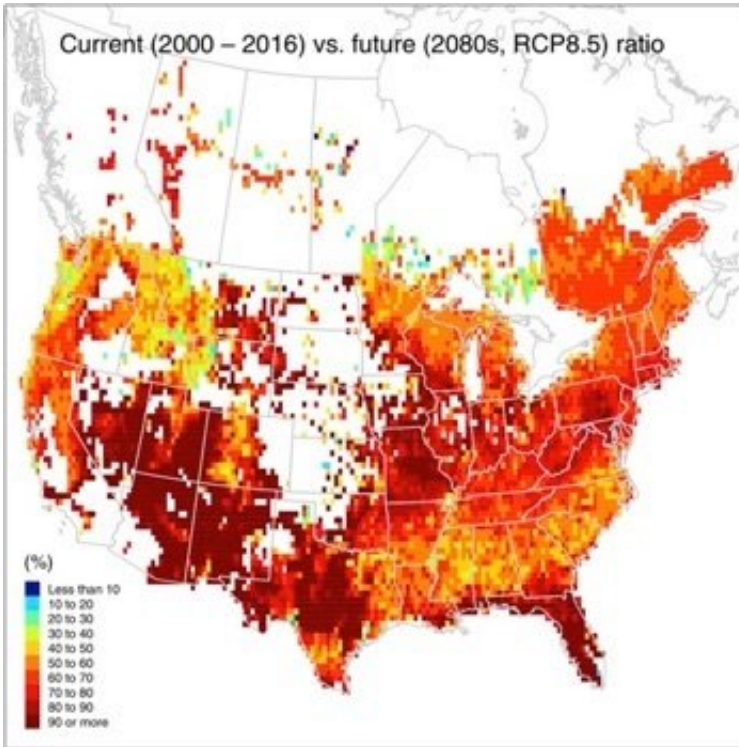 Current (2000 – 2016) vs. future (2080s, RCP8.5) ratio
(%)
Less than 10
10 to 20
20 to 30
30 to 40
40 to 50
50 to 60
60 to 70
70 to 80
80 to 90
90 or more